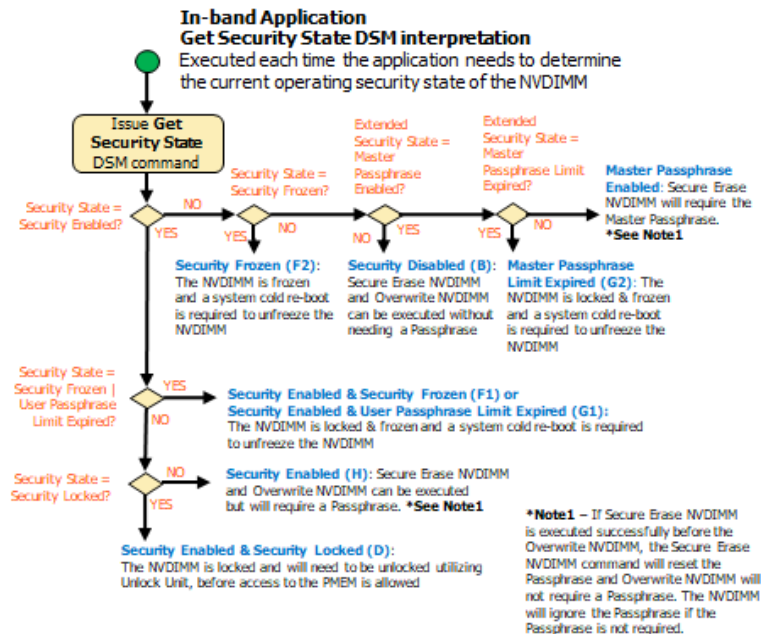 In-band Application
Get Security State DSM interpretation
Executed each time the application needs to determine
the current operating security state of the NVDIMM
Issue Get
Security State
DSM command
Security State =
Security Enabled?
NO
YES
Security State =
Security Frozen?
YES
NO
Extended
Security State =
Master
Passphrase
Enabled?
NO
YES
Extended
Security State =
Master
Passphrase Limit
Expired?
YES
NO
Master Passphrase
Enabled: Secure Erase
NVDIMM will require the
Master Passphrase.
*See Note1
Security Frozen (F2):
The NVDIMM is frozen
and a system cold re-boot
is required to unfreeze the
NVDIMM
Security Disabled (B):
Secure Erase NVDIMM
and Overwrite NVDIMM
can be executed without
needing a Passphrase
Master Passphrase
Limit Expired (G2): The
NVDIMM is locked & frozen
and a system cold re-boot
is required to unfreeze the
NVDIMM
Security State =
Security Frozen |
User Passphrase
Limit Expired?
YES
NO
Security Enabled & Security Frozen (F1) or
Security Enabled & User Passphrase Limit Expired (G1):
The NVDIMM is locked & frozen and a system cold re-boot is required
to unfreeze the NVDIMM
Security State =
Security Locked?
NO
YES
Security Enabled (H): Secure Erase NVDIMM
and Overwrite NVDIMM can be executed
but will require a Passphrase. *See Note1
Security Enabled & Security Locked (D):
The NVDIMM is locked and will need to be unlocked utilizing
Unlock Unit, before access to the PMEM is allowed
*Note1 – If Secure Erase NVDIMM
is executed successfully before the
Overwrite NVDIMM, the Secure Erase
NVDIMM command will reset the
Passphrase and Overwrite NVDIMM will
not require a Passphrase. The NVDIMM
will ignore the Passphrase if the
Passphrase is not required.